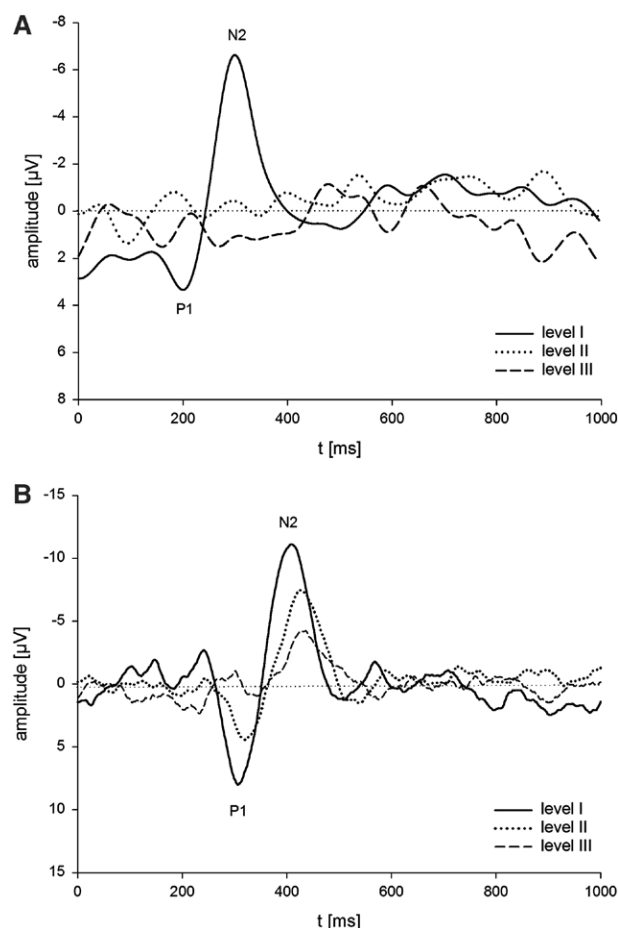 A
-8
-6
-4
-2
0
2
4
6
8
amplitude [µV]
N2
P1
level I
level II
level III
0 200 400 600 800 1000
t [ms]
B
-15
-10
-5
0
5
10
15
amplitude [µV]
N2
P1
level I
level II
level III
0 200 400 600 800 1000
t [ms]